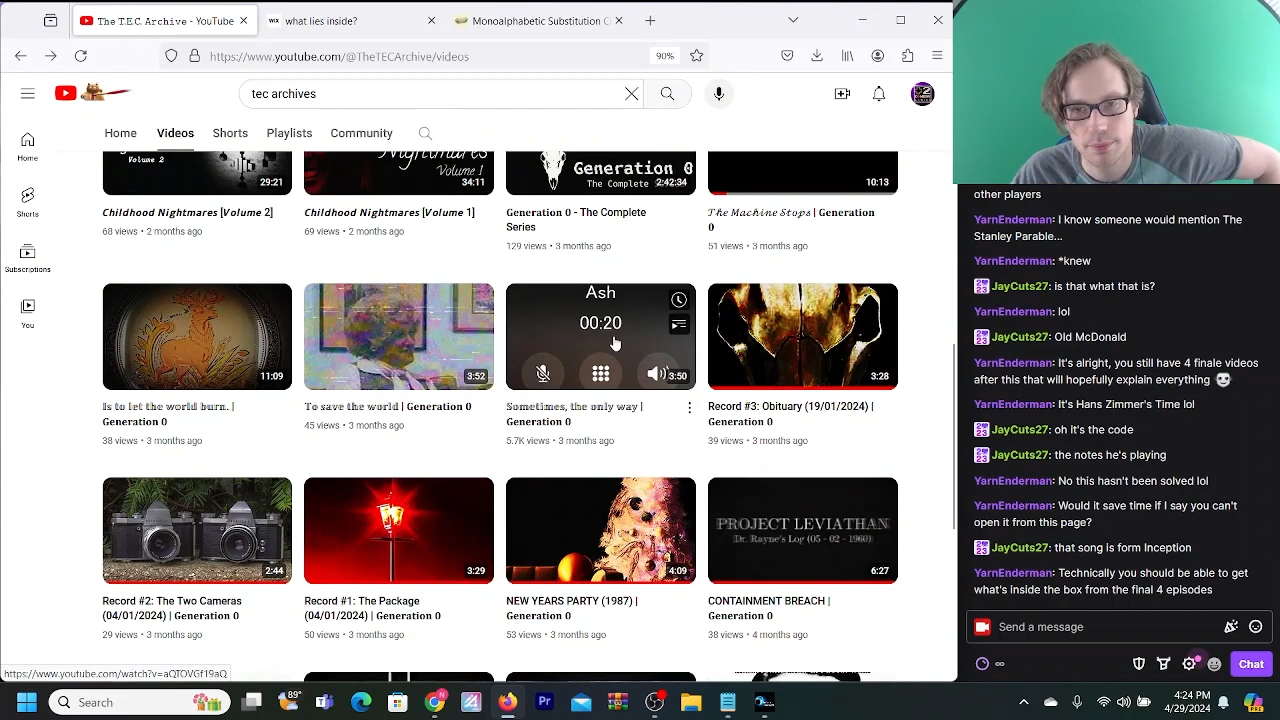 The T.E.C. Archive - YouTube
what lies inside?
Monoalphabetic Substitution C
https://www.youtube.com/@TheTECArchive/videos
90%
tec archives
Home
Videos
Shorts
Playlists
Community
Home
Shorts
Subscriptions
You
Volume 2
29:21
Nightmares
Volume 1
34:11
Generation 0
The Complete
2:42:34
10:13
Childhood Nightmares [Volume 2]
68 views • 2 months ago
Childhood Nightmares [Volume 1]
69 views • 2 months ago
Generation 0 - The Complete
Series
129 views • 3 months ago
The Machine Stops | Generation
0
51 views • 3 months ago
11:09
3:52
Ash
00:20
3:50
3:28
Is to let the world burn. |
Generation 0
38 views • 3 months ago
To save the world | Generation 0
45 views • 3 months ago
Sometimes, the only way |
Generation 0
5.7K views • 3 months ago
Record #3: Obituary (19/01/2024) |
Generation 0
39 views • 3 months ago
2:44
3:29
4:09
PROJECT LEVIATHAN
Dr. Rayne's Log (05 - 02 - 1960)
6:27
Record #2: The Two Cameras
(04/01/2024) | Generation 0
29 views • 3 months ago
Record #1: The Package
(04/01/2024) | Generation 0
50 views • 3 months ago
NEW YEARS PARTY (1987) |
Generation 0
53 views • 3 months ago
CONTAINMENT BREACH |
Generation 0
38 views • 4 months ago
https://www.youtube.com/watch?v=aQTOVGf19aQ
other players
YarnEnderman: I know someone would mention The
Stanley Parable...
YarnEnderman: *knew
JayCuts27: is that what that is?
YarnEnderman: lol
JayCuts27: Old McDonald
YarnEnderman: It's alright, you still have 4 finale videos
after this that will hopefully explain everything
YarnEnderman: It's Hans Zimmer's Time lol
JayCuts27: oh It's the code
JayCuts27: the notes he's playing
YarnEnderman: No this hasn't been solved lol
YarnEnderman: Would It save time if I say you can't
open it from this page?
JayCuts27: that song Is form Inception
YarnEnderman: Technically you should be able to get
what's inside the box from the final 4 episodes
Send a message
Chat
Search
89°
4:24 PM
4/29/2024